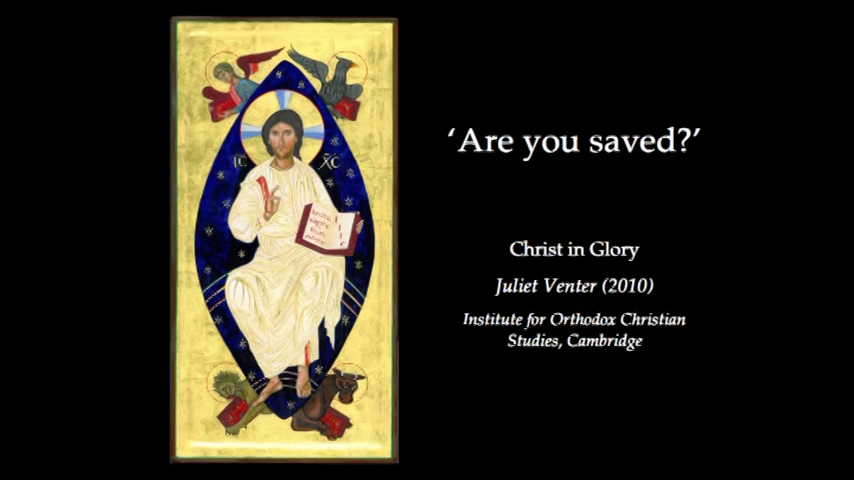 IC XC
‘Are you saved?’
Christ in Glory
Juliet Venter (2010)
Institute for Orthodox Christian
Studies, Cambridge